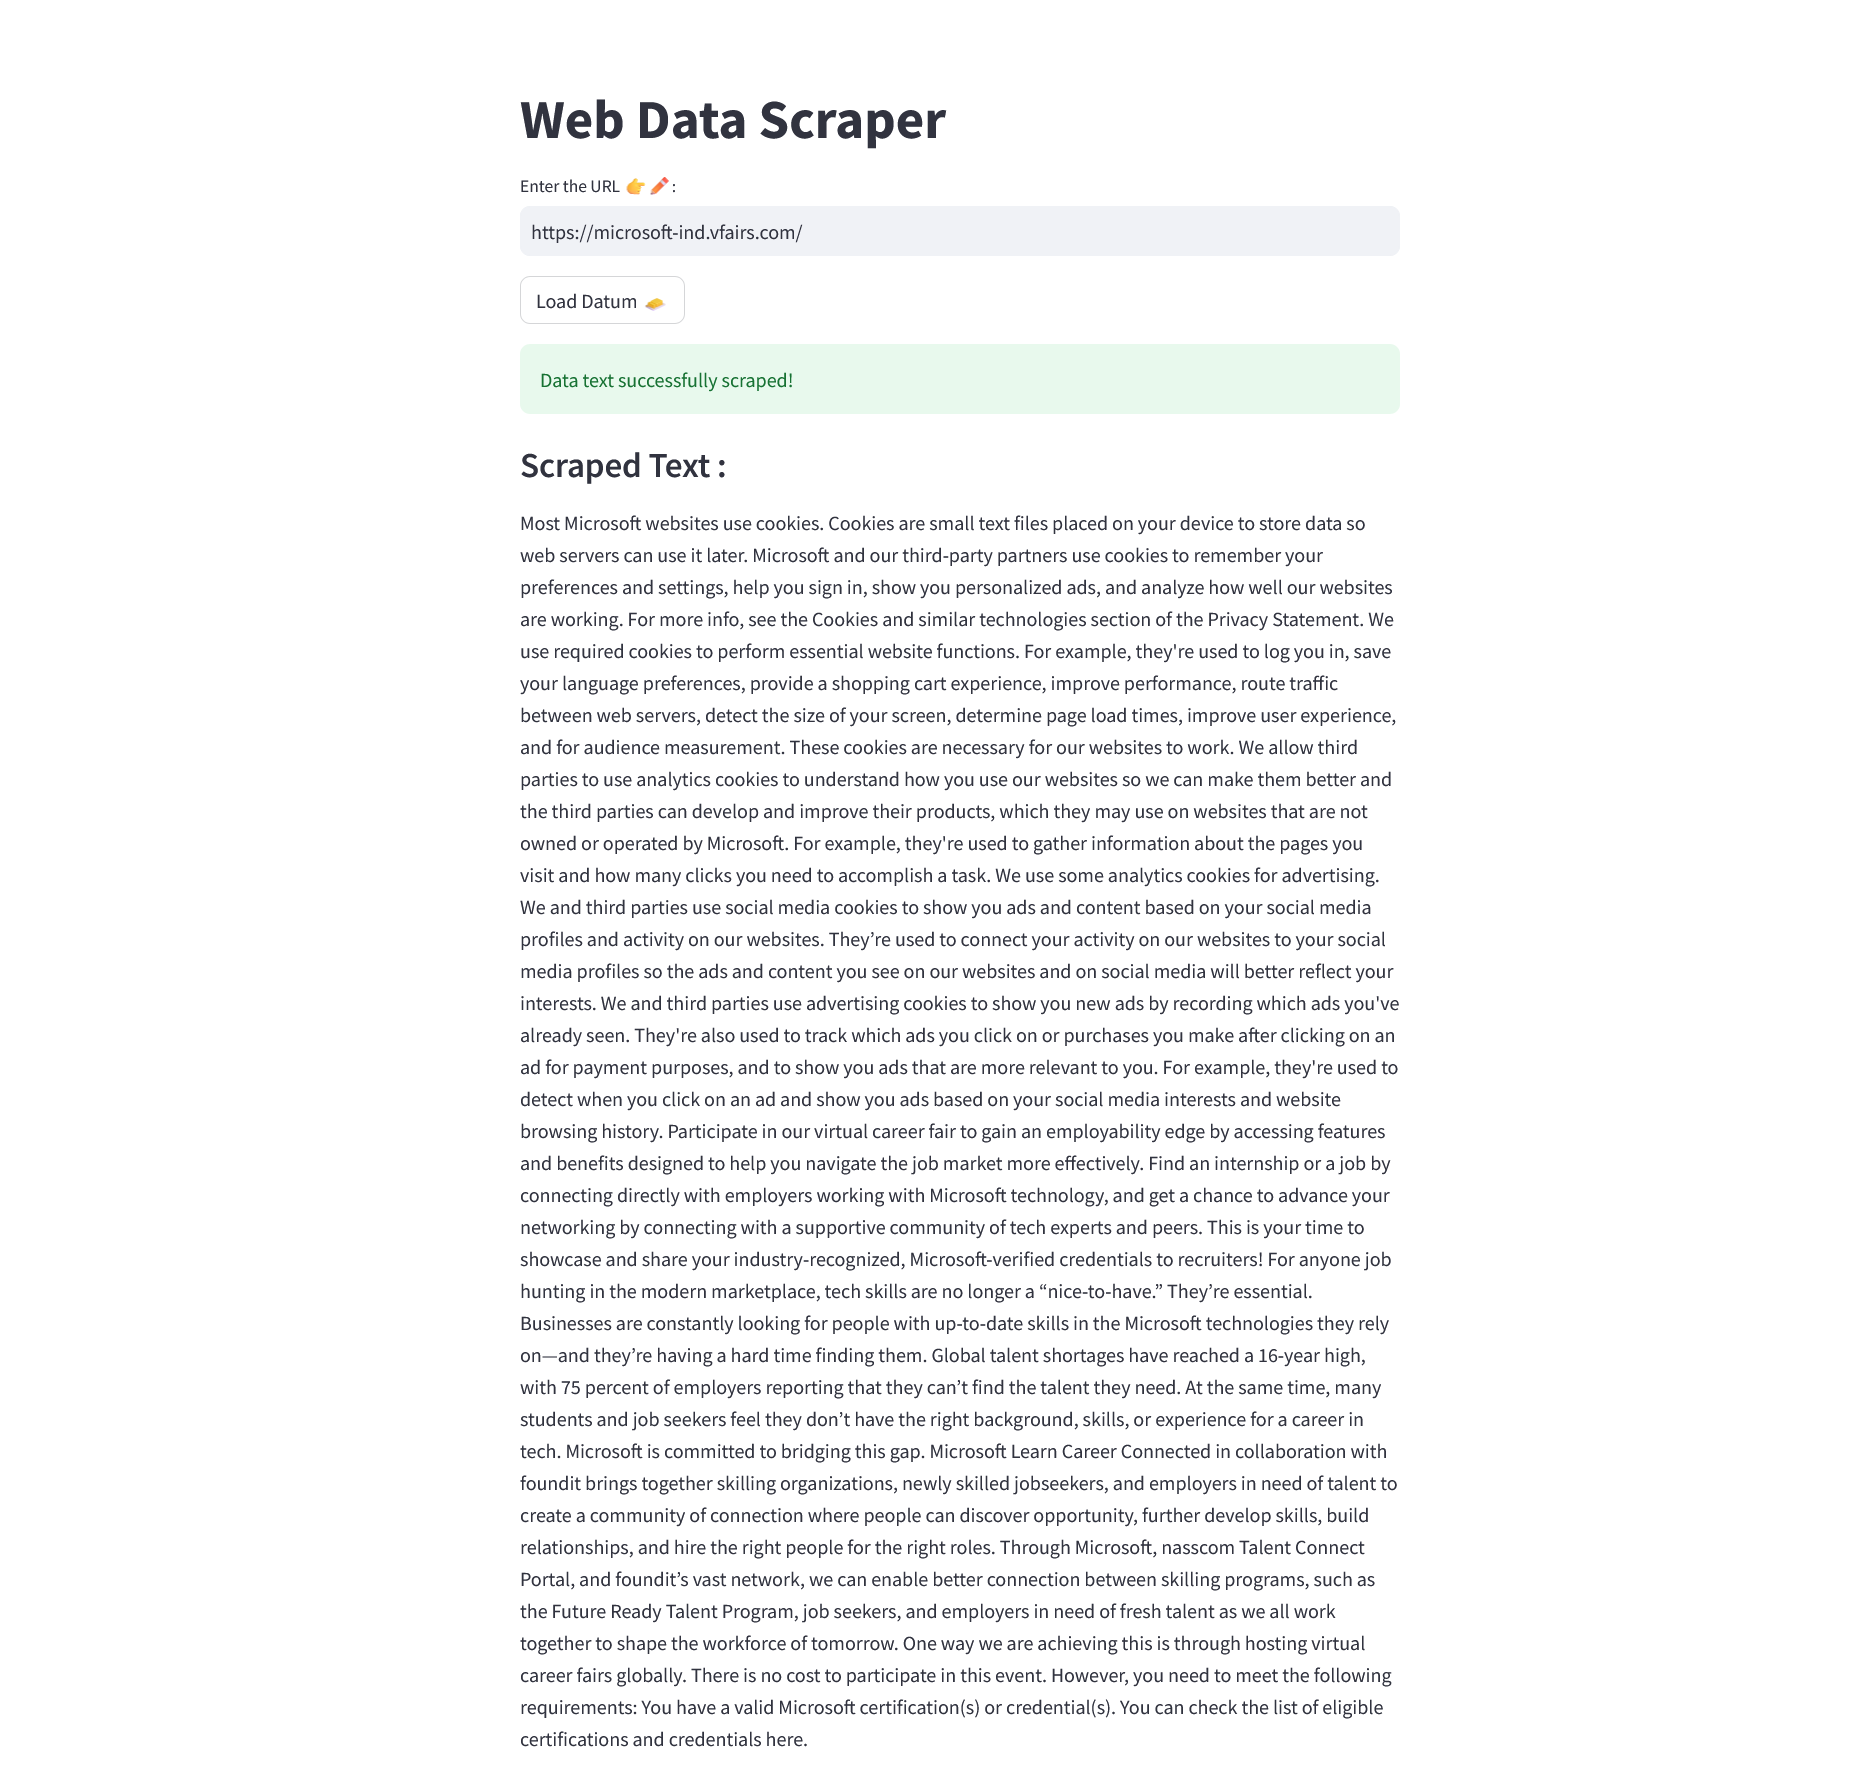 Web Data Scraper
Enter the URL 👉 ✏️ :
https://microsoft-ind.vfairs.com/
Load Datum
Data text successfully scraped!
Scraped Text :
Most Microsoft websites use cookies. Cookies are small text files placed on your device to store data so
web servers can use it later. Microsoft and our third-party partners use cookies to remember your
preferences and settings, help you sign in, show you personalized ads, and analyze how well our websites
are working. For more info, see the Cookies and similar technologies section of the Privacy Statement. We
use required cookies to perform essential website functions. For example, they're used to log you in, save
your language preferences, provide a shopping cart experience, improve performance, route traffic
between web servers, detect the size of your screen, determine page load times, improve user experience,
and for audience measurement. These cookies are necessary for our websites to work. We allow third
parties to use analytics cookies to understand how you use our websites so we can make them better and
the third parties can develop and improve their products, which they may use on websites that are not
owned or operated by Microsoft. For example, they're used to gather information about the pages you
visit and how many clicks you need to accomplish a task. We use some analytics cookies for advertising.
We and third parties use social media cookies to show you ads and content based on your social media
profiles and activity on our websites. They’re used to connect your activity on our websites to your social
media profiles so the ads and content you see on our websites and on social media will better reflect your
interests. We and third parties use advertising cookies to show you new ads by recording which ads you've
already seen. They're also used to track which ads you click on or purchases you make after clicking on an
ad for payment purposes, and to show you ads that are more relevant to you. For example, they're used to
detect when you click on an ad and show you ads based on your social media interests and website
browsing history. Participate in our virtual career fair to gain an employability edge by accessing features
and benefits designed to help you navigate the job market more effectively. Find an internship or a job by
connecting directly with employers working with Microsoft technology, and get a chance to advance your
networking by connecting with a supportive community of tech experts and peers. This is your time to
showcase and share your industry-recognized, Microsoft-verified credentials to recruiters! For anyone job
hunting in the modern marketplace, tech skills are no longer a “nice-to-have.” They’re essential.
Businesses are constantly looking for people with up-to-date skills in the Microsoft technologies they rely
on—and they’re having a hard time finding them. Global talent shortages have reached a 16-year high,
with 75 percent of employers reporting that they can’t find the talent they need. At the same time, many
students and job seekers feel they don’t have the right background, skills, or experience for a career in
tech. Microsoft is committed to bridging this gap. Microsoft Learn Career Connected in collaboration with
foundit brings together skilling organizations, newly skilled jobseekers, and employers in need of talent to
create a community of connection where people can discover opportunity, further develop skills, build
relationships, and hire the right people for the right roles. Through Microsoft, nasscom Talent Connect
Portal, and foundit’s vast network, we can enable better connection between skilling programs, such as
the Future Ready Talent Program, job seekers, and employers in need of fresh talent as we all work
together to shape the workforce of tomorrow. One way we are achieving this is through hosting virtual
career fairs globally. There is no cost to participate in this event. However, you need to meet the following
requirements: You have a valid Microsoft certification(s) or credential(s). You can check the list of eligible
certifications and credentials here.